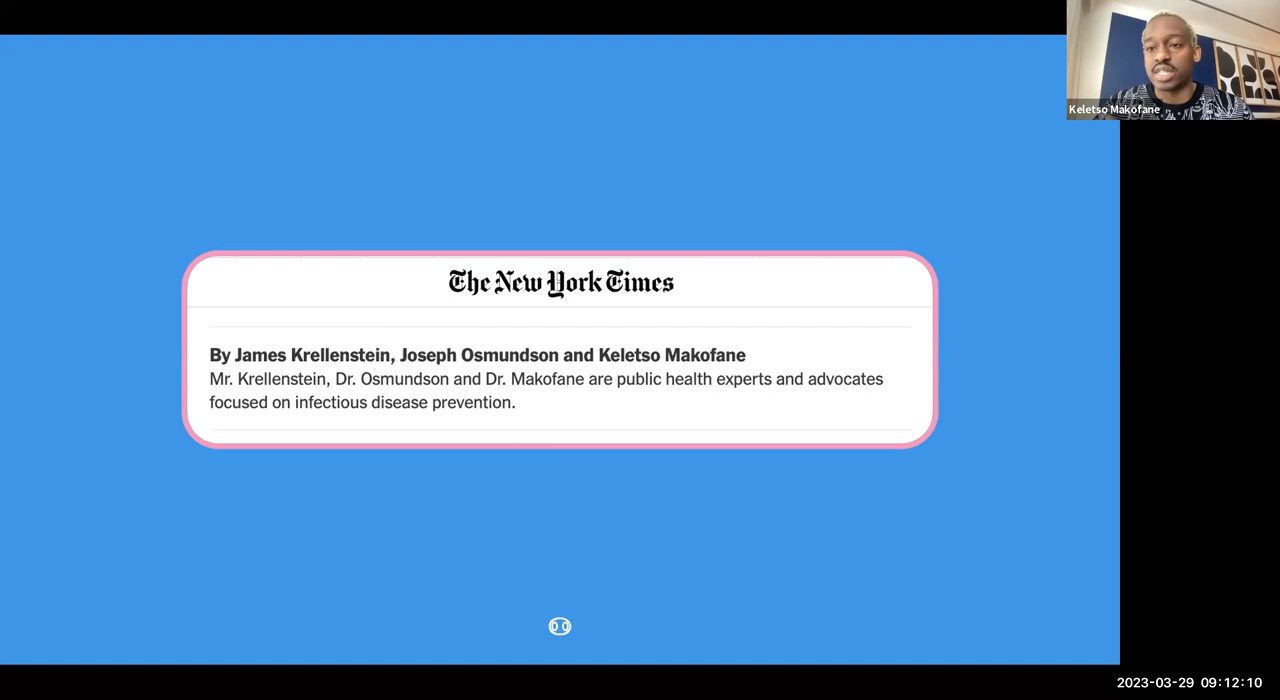 Keletso Makofane
The New York Times
By James Krellenstein, Joseph Osmundson and Keletso Makofane
Mr. Krellenstein, Dr. Osmundson and Dr. Makofane are public health experts and advocates
focused on infectious disease prevention.
2023-03-29 09:12:10